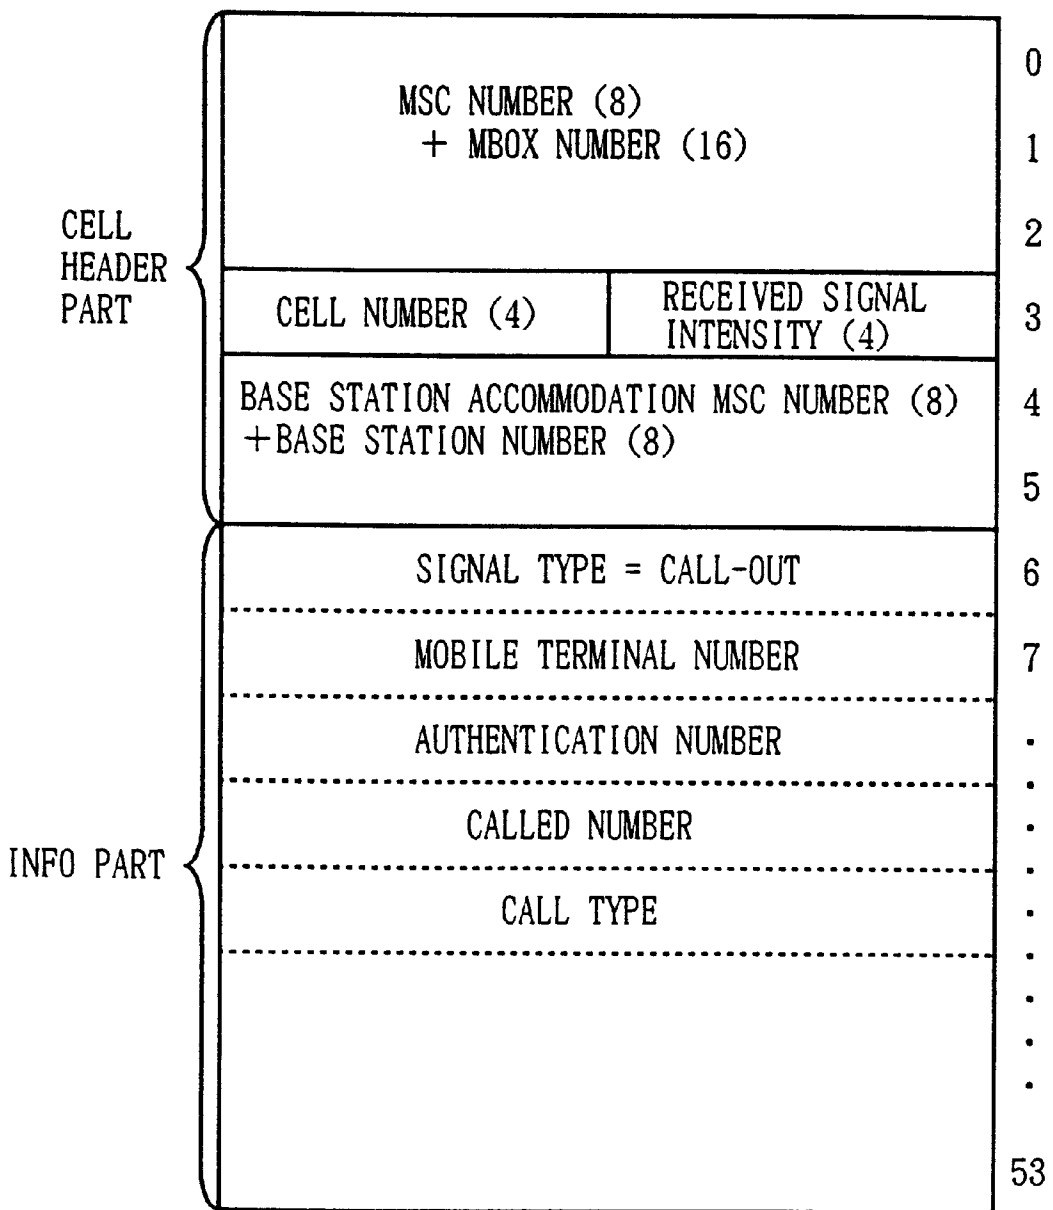 0
MSC NUMBER (8)
+ MBOX NUMBER (16)
1
2
CELL
HEADER
PART
CELL NUMBER (4)
RECEIVED SIGNAL
INTENSITY (4)
3
BASE STATION ACCOMMODATION MSC NUMBER (8)
+BASE STATION NUMBER (8)
4
5
SIGNAL TYPE = CALL-OUT
6
MOBILE TERMINAL NUMBER
7
AUTHENTICATION NUMBER
CALLED NUMBER
INFO PART
CALL TYPE
53